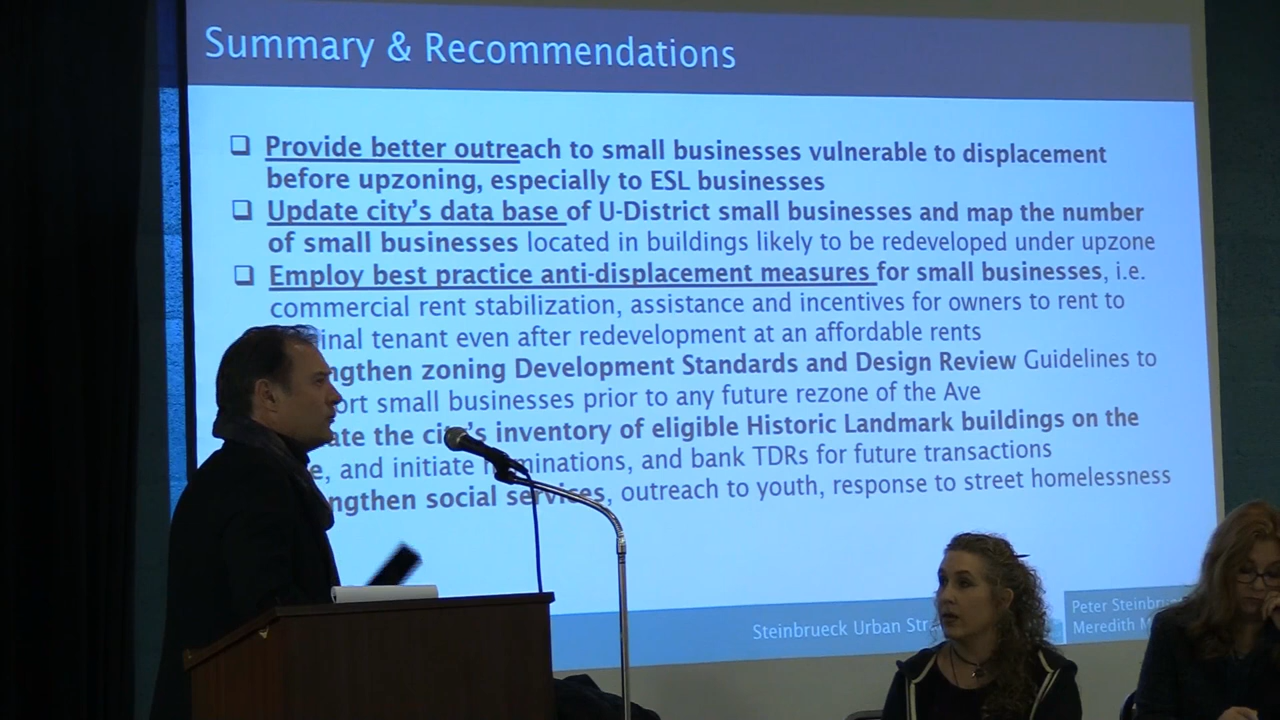 Summary & Recommendations
❑ Provide better outreach to small businesses vulnerable to displacement
before upzoning, especially to ESL businesses
❑ Update city's data base of U-District small businesses and map the number
of small businesses located in buildings likely to be redeveloped under upzone
❑ Employ best practice anti-displacement measures for small businesses, i.e.
commercial rent stabilization, assistance and incentives for owners to rent to
inal tenant even after redevelopment at an affordable rents
ngthen zoning Development Standards and Design Review Guidelines to
ort small businesses prior to any future rezone of the Ave
ate the city's inventory of eligible Historic Landmark buildings on the
e, and initiate nominations, and bank TDRs for future transactions
ngthen social services, outreach to youth, response to street homelessness
Steinbrueck Urban Str
Peter Steinbru
Meredith M